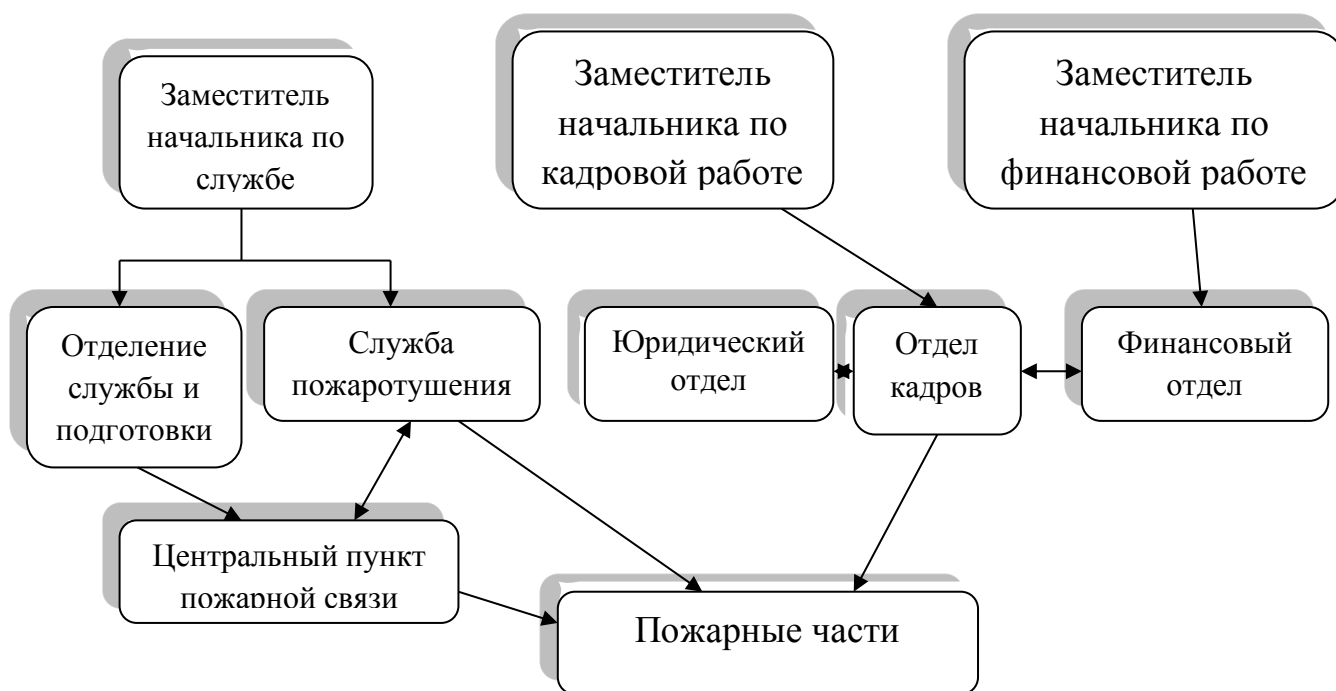 Заместитель
начальника по
службе
Заместитель
начальника по
кадровой работе
Заместитель
начальника по
финансовой работе
Отделение
службы и
подготовки
Служба
пожаротушения
Юридический
отдел
Отдел
кадров
Финансовый
отдел
Центральный пункт
пожарной связи
Пожарные части